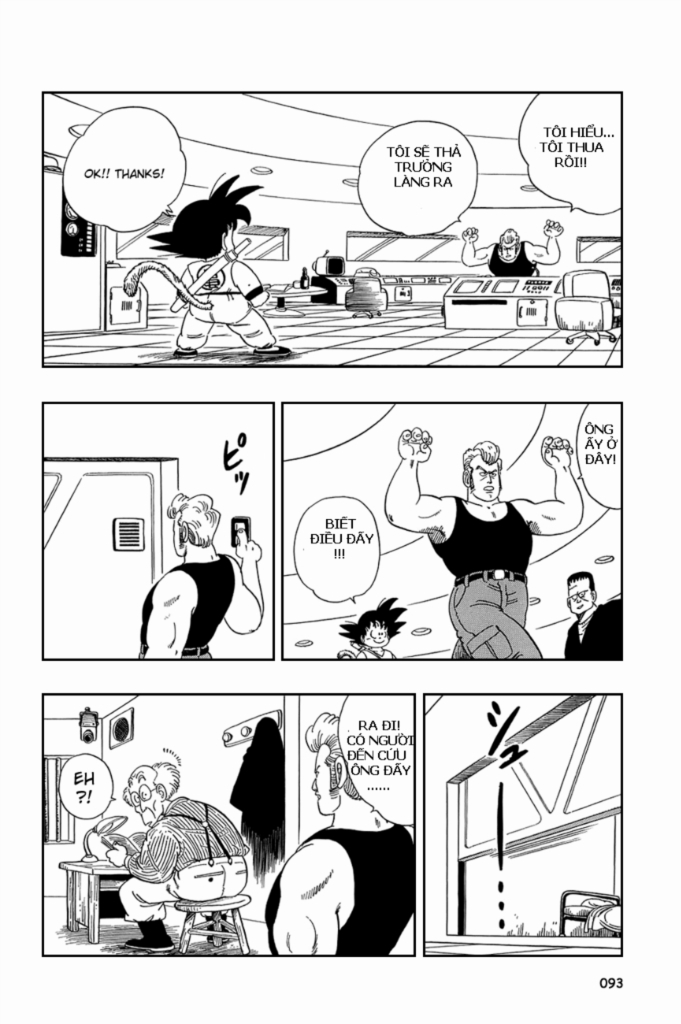 TÔI HIỂU...
TÔI THUA
RỒI!!
TÔI SẼ THẢ
TRƯỞNG
LÀNG RA
OK!! THANKS!
ÔNG
ẤY Ở
ĐÂY!
BIẾT
ĐIỀU ĐẤY
!!!
ピッ
シュ
RA ĐI!
CÓ NGƯỜI
ĐẾN CỨU
ÔNG ĐẤY
......
EH
?!
093